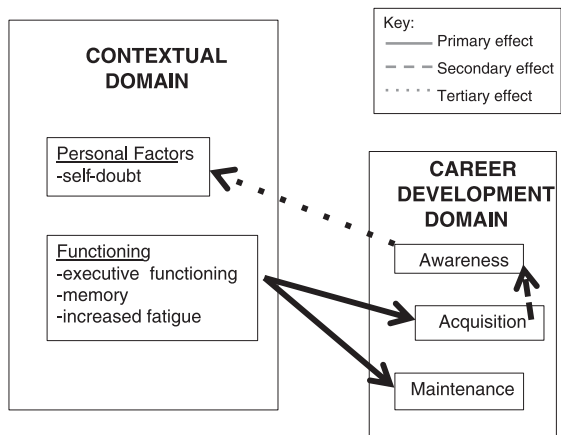 CONTEXTUAL
DOMAIN
Personal Factors
-self-doubt
Functioning
-executive functioning
-memory
-increased fatigue
Key:
Primary effect
Secondary effect
Tertiary effect
CAREER
DEVELOPMENT
DOMAIN
Awareness
Acquisition
Maintenance